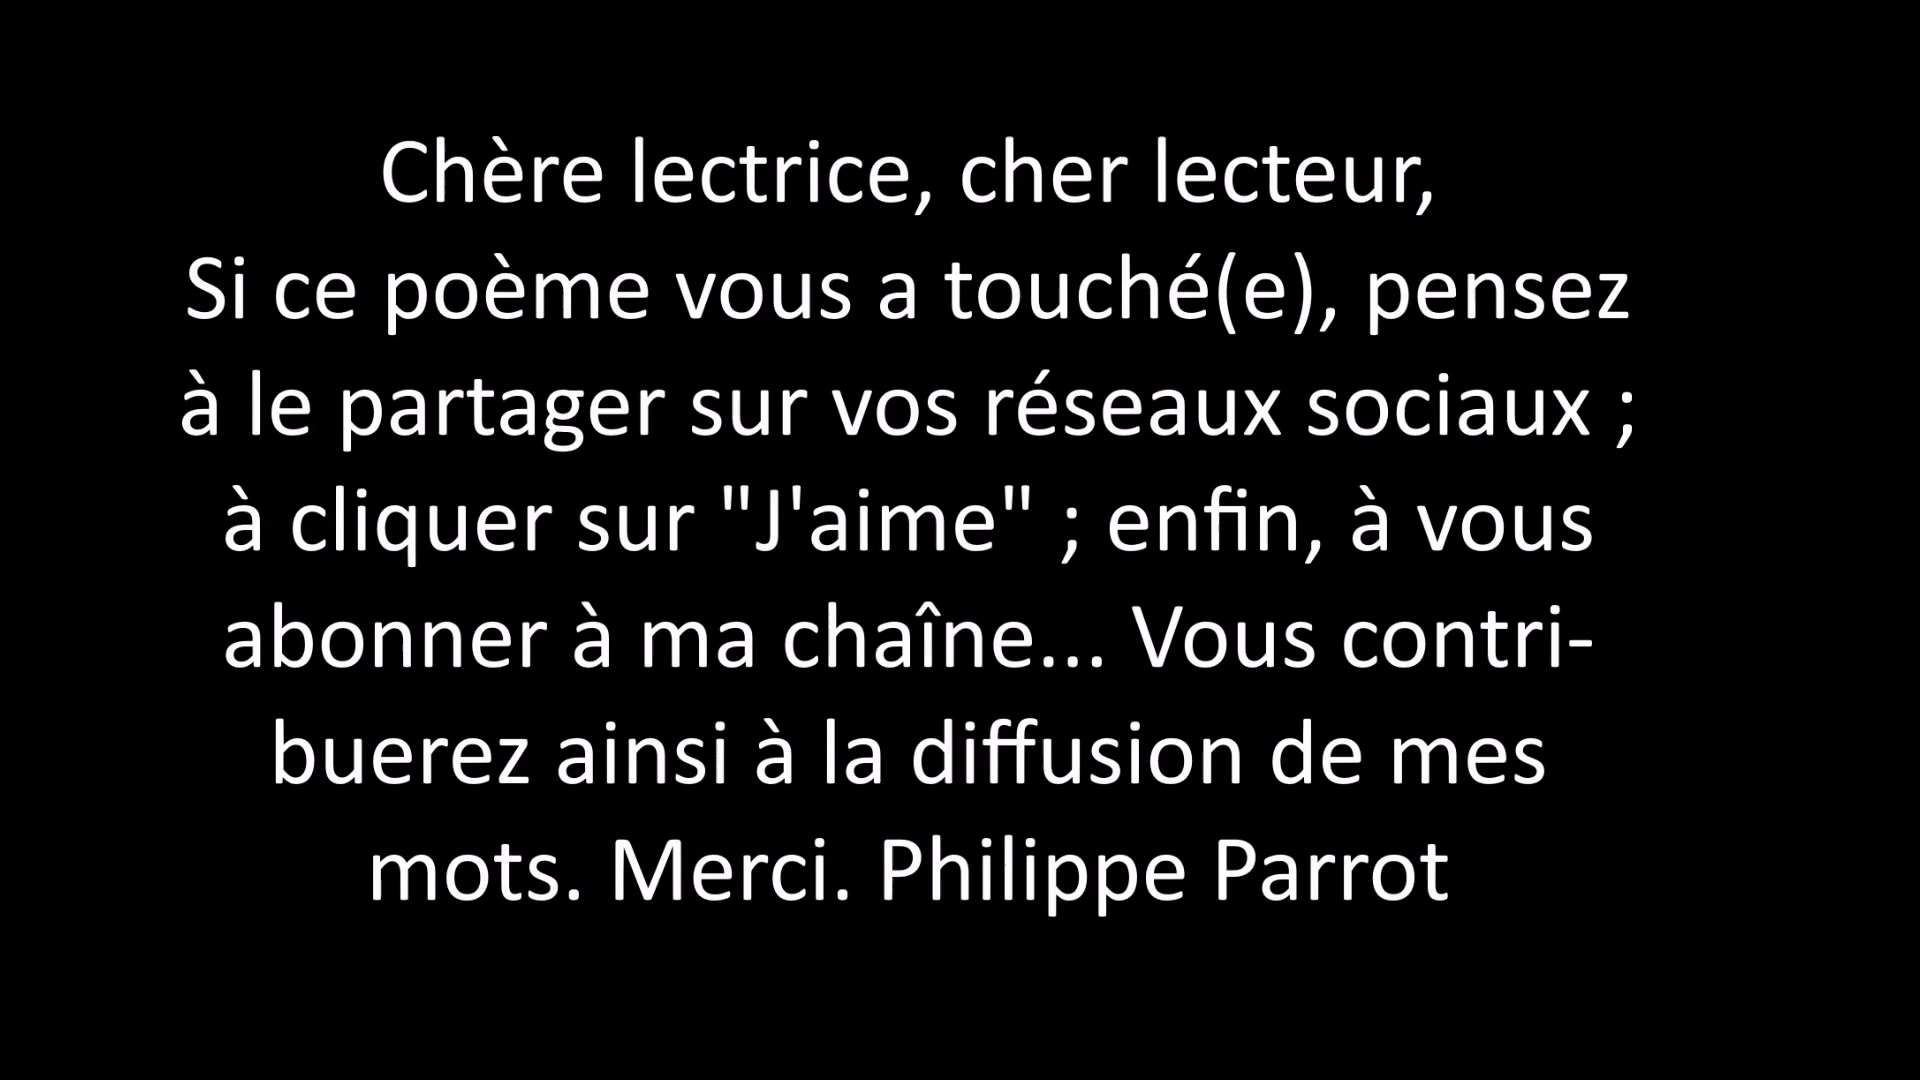 Chère lectrice, cher lecteur,
Si ce poème vous a touché(e), pensez
à le partager sur vos réseaux sociaux ;
à cliquer sur "J'aime" ; enfin, à vous
abonner à ma chaîne... Vous contri-
buerez ainsi à la diffusion de mes
mots. Merci. Philippe Parrot